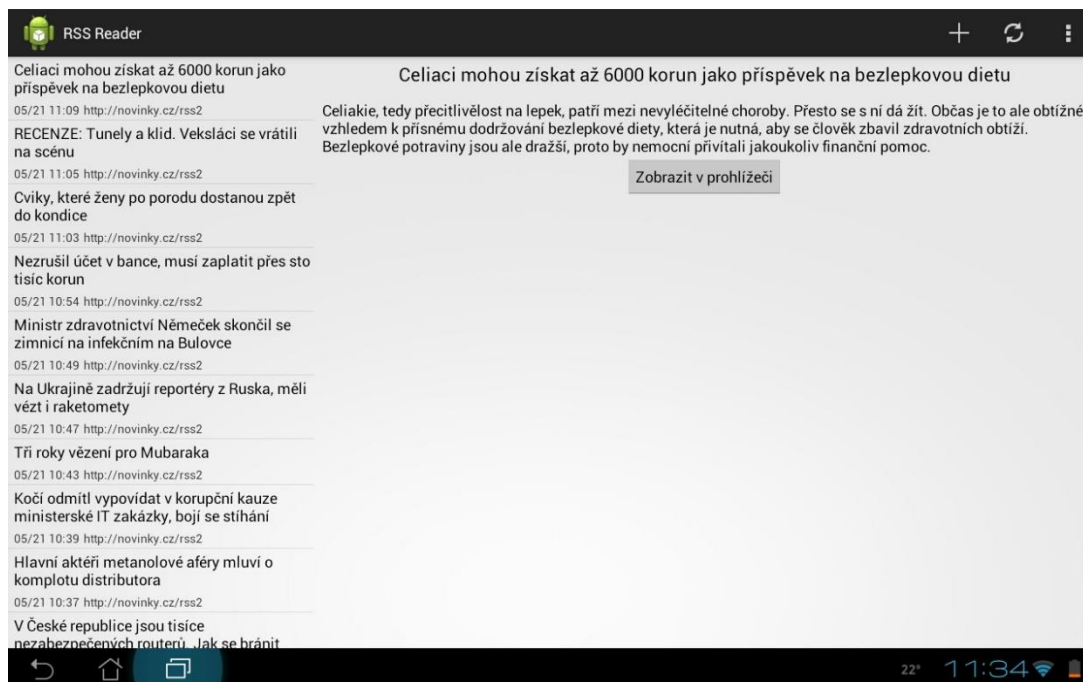 RSS Reader
Celiaci mohou získat až 6000 korun jako
příspěvek na bezlepkovou dietu
05/21 11:09 http://novinky.cz/rss2
RECENZE: Tunely a klid. Veksláci se vrátili
na scénu
05/21 11:05 http://novinky.cz/rss2
Cviky, které ženy po porodu dostanou zpět
do kondice
05/21 11:03 http://novinky.cz/rss2
Nezrušil účet v bance, musí zaplatit přes sto
tisíc korun
05/21 10:54 http://novinky.cz/rss2
Ministr zdravotnictví Němeček skončil se
zimnicí na infekčním na Bulovce
05/21 10:49 http://novinky.cz/rss2
Na Ukrajině zadržují reportéry z Ruska, měli
vézt i raketomety
05/21 10:47 http://novinky.cz/rss2
Tři roky vězení pro Mubaraka
05/21 10:43 http://novinky.cz/rss2
Kočí odmítl vypovídat v korupční kauze
ministerské IT zakázky, bojí se stíhání
05/21 10:39 http://novinky.cz/rss2
Hlavní aktéři metanolové aféry mluví o
komplotu distributora
05/21 10:37 http://novinky.cz/rss2
V České republice jsou tisíce
nezabezpečených routerů. Jak se bránit
Celiaci mohou získat až 6000 korun jako příspěvek na bezlepkovou dietu
Celiakie, tedy přecitlivělost na lepek, patří mezi nevyléčitelné choroby. Přesto se s ní dá žít. Občas je to ale obtížné
vzhledem k přísnému dodržování bezlepkové diety, která je nutná, aby se člověk zbavil zdravotních obtíží.
Bezlepkové potraviny jsou ale dražší, proto by nemocní přivítali jakoukoliv finanční pomoc.
Zobrazit v prohlížeči
22° 11:34